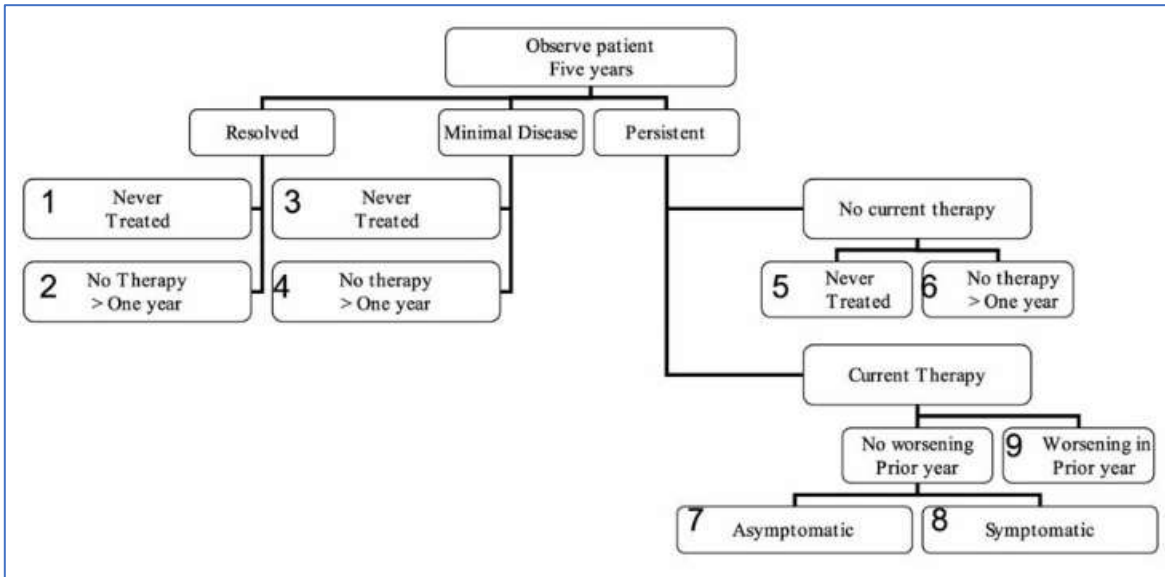 Observe patient
Five years
Resolved
Minimal Disease
Persistent
1 Never
Treated
3 Never
Treated
No current therapy
2 No Therapy
> One year
4 No therapy
> One year
5 Never
Treated
6 No therapy
> One year
Current Therapy
No worsening
Prior year
9 Worsening in
Prior year
7 Asymptomatic
8 Symptomatic